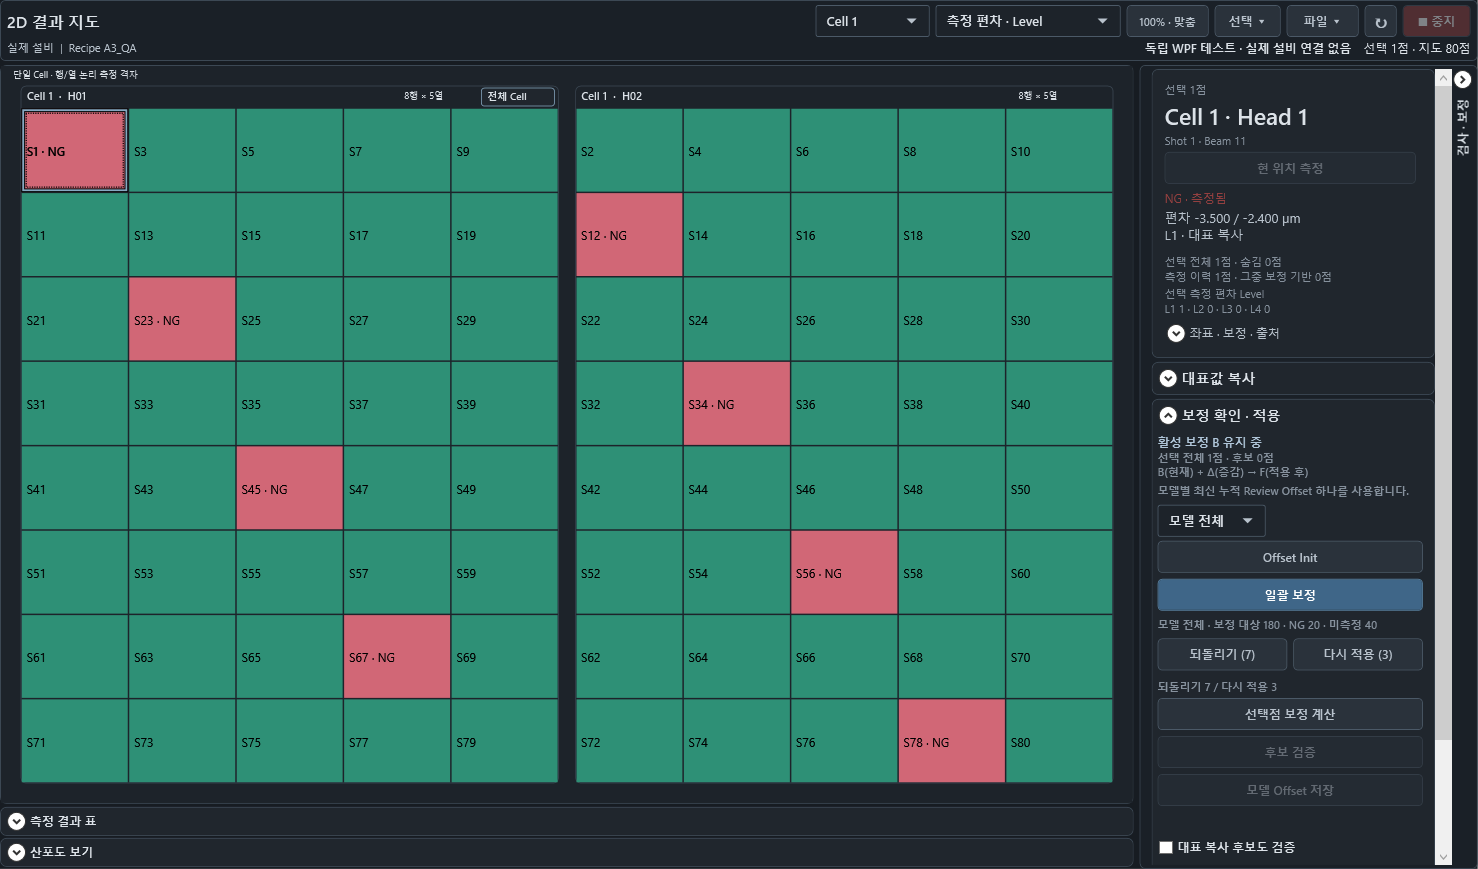 2D 결과 지도
Cell 1
측정 편차 · Level
100% · 맞춤
선택
파일
중지
실제 설비 | Recipe A3_QA
독립 WPF 테스트 · 실제 설비 연결 없음
선택 1점 · 지도 80점
단일 Cell · 행/열 논리 측정 격자
Cell 1 · H01
8행 × 5열
전체 Cell
S1 · NG S3 S5 S7 S9
S11 S13 S15 S17 S19
S21 S23 · NG S25 S27 S29
S31 S33 S35 S37 S39
S41 S43 S45 · NG S47 S49
S51 S53 S55 S57 S59
S61 S63 S65 S67 · NG S69
S71 S73 S75 S77 S79
Cell 1 · H02
8행 × 5열
S2 S4 S6 S8 S10
S12 · NG S14 S16 S18 S20
S22 S24 S26 S28 S30
S32 S34 · NG S36 S38 S40
S42 S44 S46 S48 S50
S52 S54 S56 · NG S58 S60
S62 S64 S66 S68 S70
S72 S74 S76 S78 · NG S80
측정 결과 표
산포도 보기
선택 1점
Cell 1 · Head 1
Shot 1 · Beam 11
현 위치 측정
NG · 측정됨
편차 -3.500 / -2.400 μm
L1 · 대표 복사
선택 전체 1점 · 숨김 0점
측정 이력 1점 · 그중 보정 기반 0점
선택 측정 편차 Level
L1 1 · L2 0 · L3 0 · L4 0
좌표 · 보정 · 출처
대표값 복사
보정 확인 · 적용
활성 보정 B 유지 중
선택 전체 1점 · 후보 0점
B(현재) + Δ(증감) → F(적용 후)
모델별 최신 누적 Review Offset 하나를 사용합니다.
모델 전체
Offset Init
일괄 보정
모델 전체 · 보정 대상 180 · NG 20 · 미측정 40
되돌리기 (7)
다시 적용 (3)
되돌리기 7 / 다시 적용 3
선택점 보정 계산
후보 검증
모델 Offset 저장
대표 복사 후보도 검증
검사 · 보정